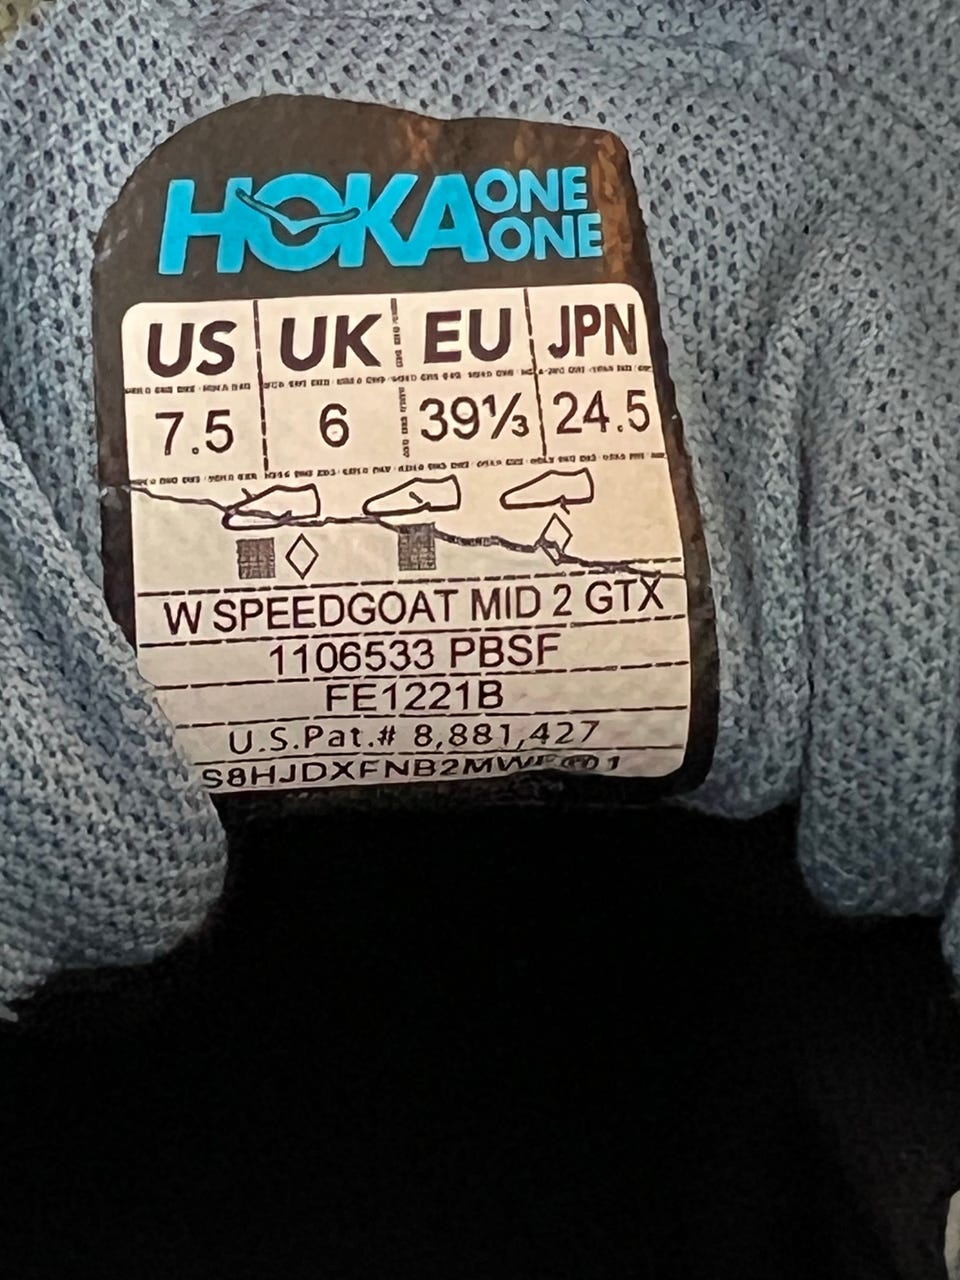 HOKA ONE ONE
US UK EU JPN
7.5 6 39⅓ 24.5
W SPEEDGOAT MID 2 GTX
1106533 PBSF
FE1221B
U.S.Pat.# 8,881,427